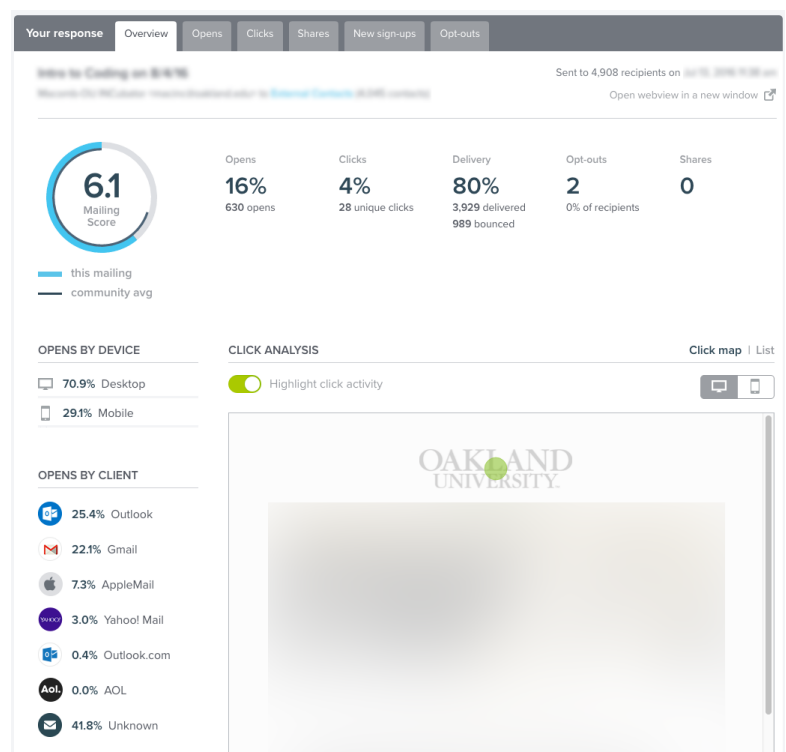 Your response Overview Opens Clicks Shares New sign-ups Opt-outs
Sent to 4,908 recipients on
Open webview in a new window
6.1
Mailing
Score
this mailing
community avg
Opens
16%
630 opens
Clicks
4%
28 unique clicks
Delivery
80%
3,929 delivered
989 bounced
Opt-outs
2
0% of recipients
Shares
0
OPENS BY DEVICE
70.9% Desktop
29.1% Mobile
OPENS BY CLIENT
25.4% Outlook
22.1% Gmail
7.3% AppleMail
YAHOO!
3.0% Yahoo! Mail
0.4% Outlook.com
Aol.
0.0% AOL
41.8% Unknown
CLICK ANALYSIS
Click map | List
Highlight click activity
OAKLAND
UNIVERSITY